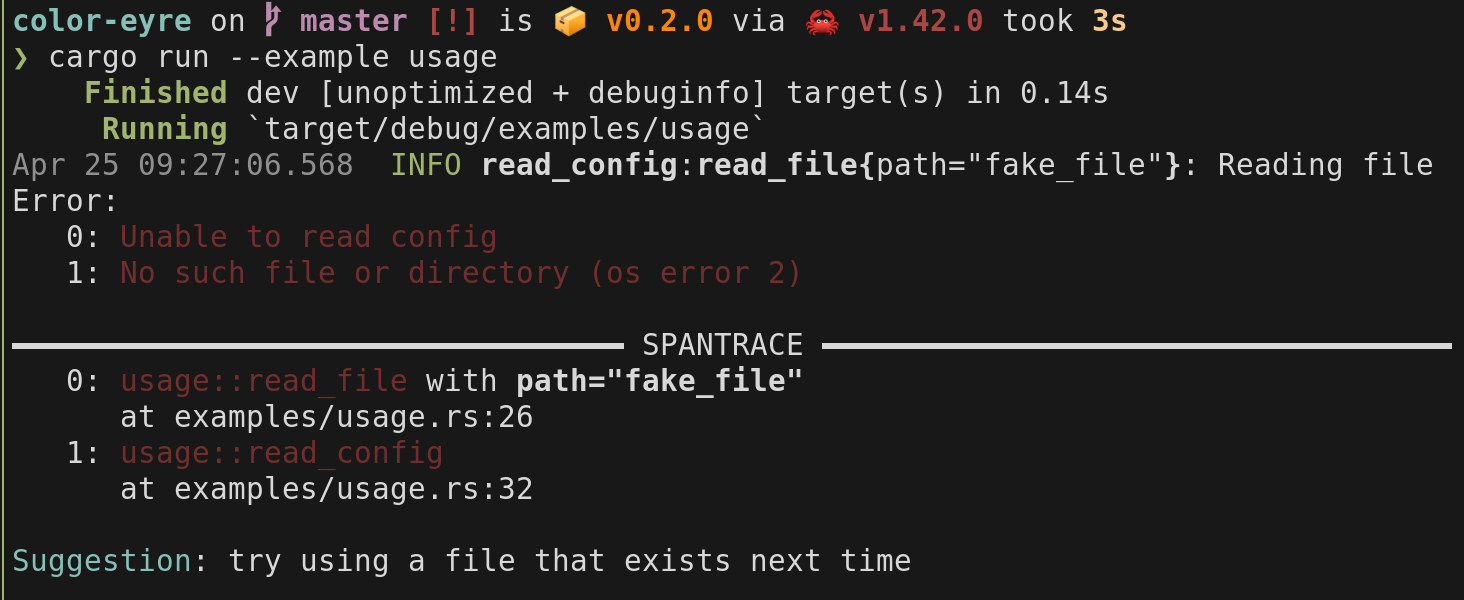 color-eyre on master [!] is 📦 v0.2.0 via 🦀 v1.42.0 took 3s
❯ cargo run --example usage
    Finished dev [unoptimized + debuginfo] target(s) in 0.14s
     Running `target/debug/examples/usage`
Apr 25 09:27:06.568  INFO read_config:read_file{path="fake_file"}: Reading file
Error:
   0: Unable to read config
   1: No such file or directory (os error 2)
SPANTRACE
   0: usage::read_file with path="fake_file"
      at examples/usage.rs:26
   1: usage::read_config
      at examples/usage.rs:32
Suggestion: try using a file that exists next time